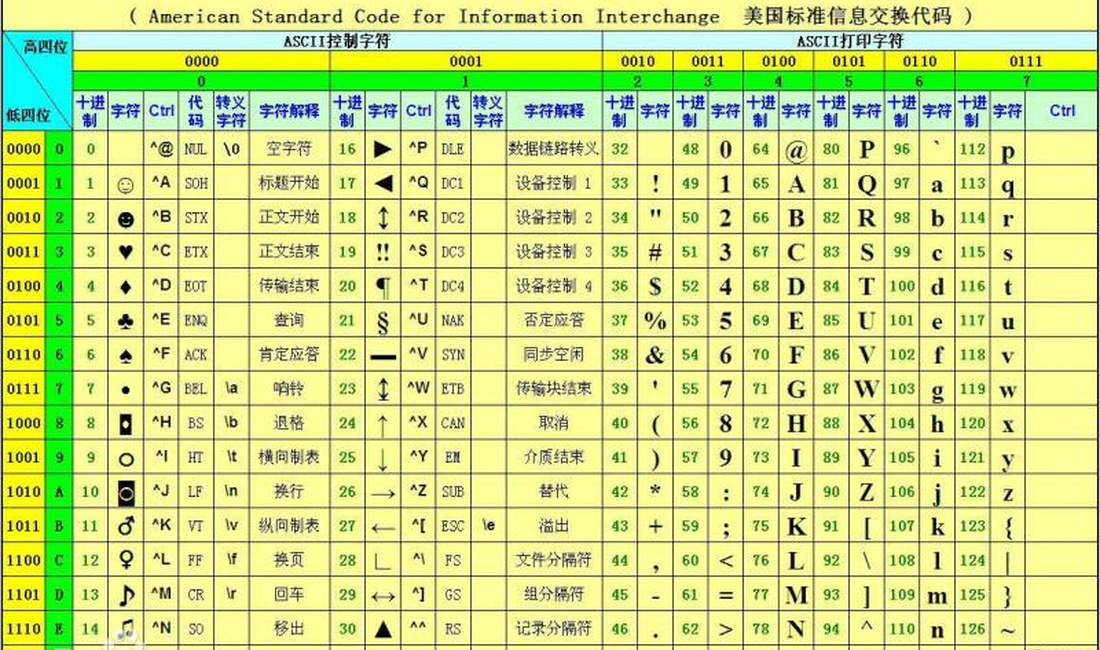 ( American Standard Code for Information Interchange 美国标准信息交换代码 )
高四位 ASCII控制字符 ASCII打印字符
0000 0001 0010 0011 0100 0101 0110 0111
0 1 2 3 4 5 6 7
低四位 十进制 字符 Ctrl 代码 转义字符 字符解释 十进制 字符 Ctrl 代码 转义字符 字符解释 十进制 字符 十进制 字符 十进制 字符 十进制 字符 十进制 字符 十进制 字符 Ctrl
0000 0 0 ^@ NUL \0 空字符 16 ► ^P DLE 数据链路转义 32 48 0 64 @ 80 P 96 ` 112 p
0001 1 1 ☺ ^A SOH 标题开始 17 ◄ ^Q DC1 设备控制 1 33 ! 49 1 65 A 81 Q 97 a 113 q
0010 2 2 ☻ ^B STX 正文开始 18 ↕ ^R DC2 设备控制 2 34 " 50 2 66 B 82 R 98 b 114 r
0011 3 3 ♥ ^C ETX 正文结束 19 ‼ ^S DC3 设备控制 3 35 # 51 3 67 C 83 S 99 c 115 s
0100 4 4 ♦ ^D EOT 传输结束 20 ¶ ^T DC4 设备控制 4 36 $ 52 4 68 D 84 T 100 d 116 t
0101 5 5 ♣ ^E ENQ 查询 21 § ^U NAK 否定应答 37 % 53 5 69 E 85 U 101 e 117 u
0110 6 6 ♠ ^F ACK 肯定应答 22 ▬ ^V SYN 同步空闲 38 & 54 6 70 F 86 V 102 f 118 v
0111 7 7 • ^G BEL \a 响铃 23 ↨ ^W ETB 传输块结束 39 ' 55 7 71 G 87 W 103 g 119 w
1000 8 8 ◘ ^H BS \b 退格 24 ↑ ^X CAN 取消 40 ( 56 8 72 H 88 X 104 h 120 x
1001 9 9 ○ ^I HT \t 横向制表 25 ↓ ^Y EM 介质结束 41 ) 57 9 73 I 89 Y 105 i 121 y
1010 A 10 ◙ ^J LF \n 换行 26 → ^Z SUB 替代 42 * 58 : 74 J 90 Z 106 j 122 z
1011 B 11 ♂ ^K VT \v 纵向制表 27 ← ^[ ESC \e 溢出 43 + 59 ; 75 K 91 [ 107 k 123 {
1100 C 12 ♀ ^L FF \f 换页 28 ∟ ^\ FS 文件分隔符 44 , 60 < 76 L 92 \ 108 l 124 |
1101 D 13 ♪ ^M CR \r 回车 29 ↔ ^] GS 组分隔符 45 - 61 = 77 M 93 ] 109 m 125 }
1110 E 14 ♫ ^N SO 移出 30 ▲ ^^ RS 记录分隔符 46 . 62 > 78 N 94 ^ 110 n 126 ~